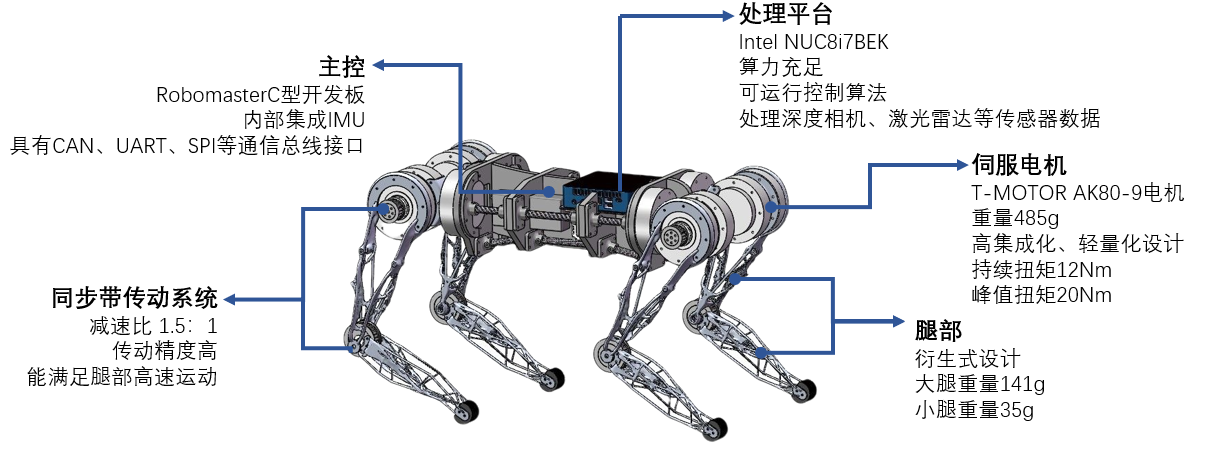 处理平台
Intel NUC8i7BEK
算力充足
可运行控制算法
处理深度相机、激光雷达等传感器数据
主控
RobomasterC型开发板
内部集成IMU
具有CAN、UART、SPI等通信总线接口
伺服电机
T-MOTOR AK80-9电机
重量485g
高集成化、轻量化设计
持续扭矩12Nm
峰值扭矩20Nm
同步带传动系统
减速比 1.5：1
传动精度高
能满足腿部高速运动
腿部
衍生式设计
大腿重量141g
小腿重量35g